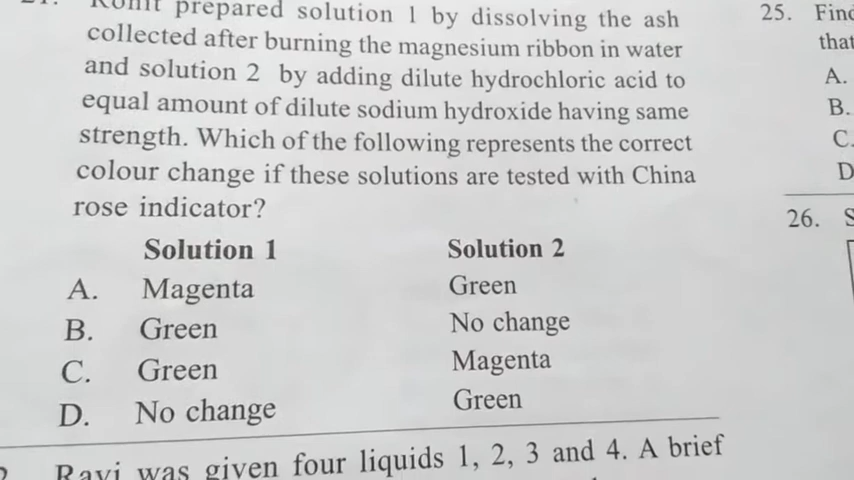 Rohit prepared solution 1 by dissolving the ash
collected after burning the magnesium ribbon in water
and solution 2 by adding dilute hydrochloric acid to
equal amount of dilute sodium hydroxide having same
strength. Which of the following represents the correct
colour change if these solutions are tested with China
rose indicator?
Solution 1 Solution 2
A. Magenta Green
B. Green No change
C. Green Magenta
D. No change Green
Ravi was given four liquids 1, 2, 3 and 4. A brief
25. Find
that
A.
B.
C.
D
26. S